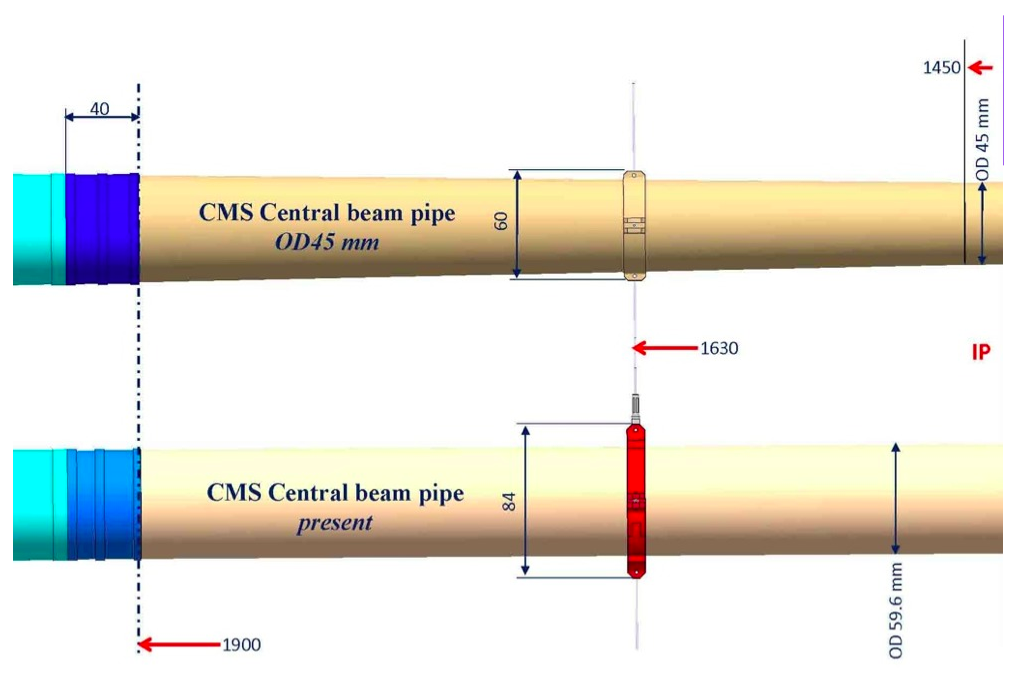 1450
40
OD 45 mm
CMS Central beam pipe
OD45 mm
60
1630
IP
CMS Central beam pipe
present
84
OD 59.6 mm
1900